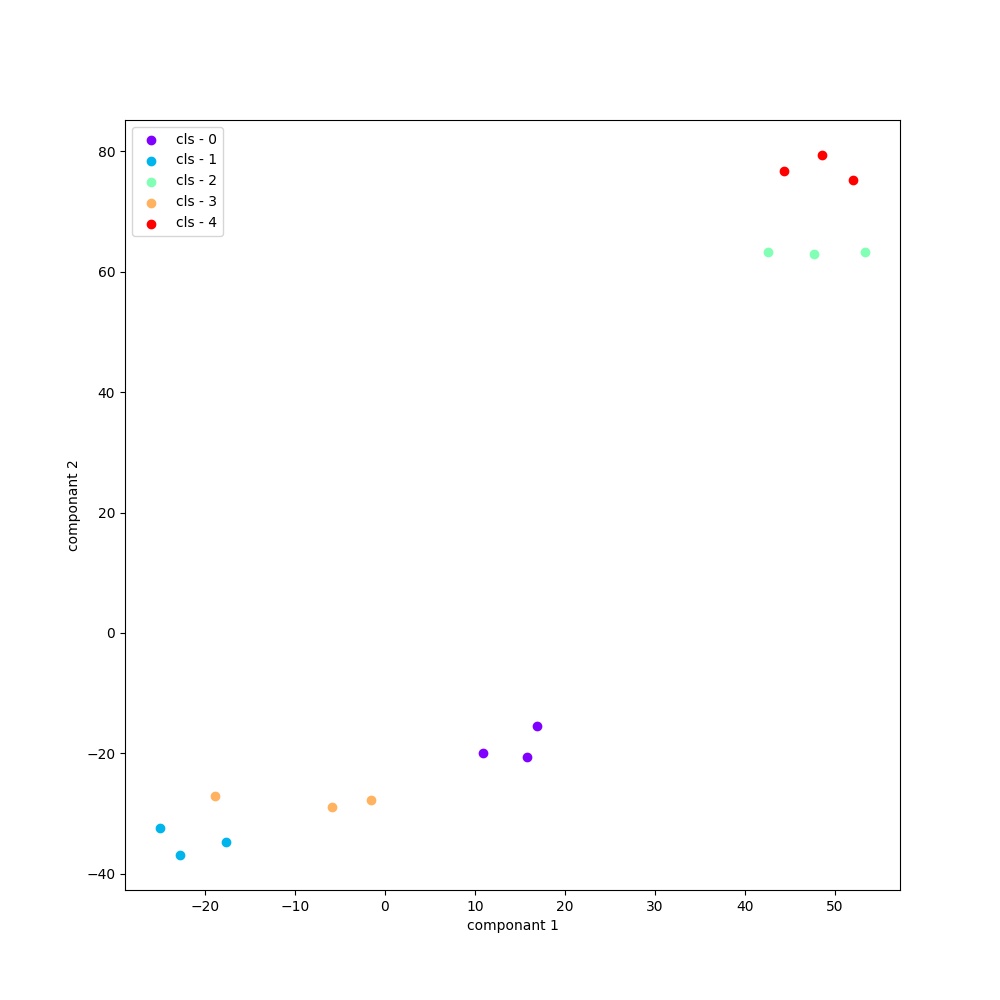 cls - 0
cls - 1
cls - 2
cls - 3
cls - 4
80
60
40
20
0
−20
−40
componant 2
−20 −10 0 10 20 30 40 50
componant 1